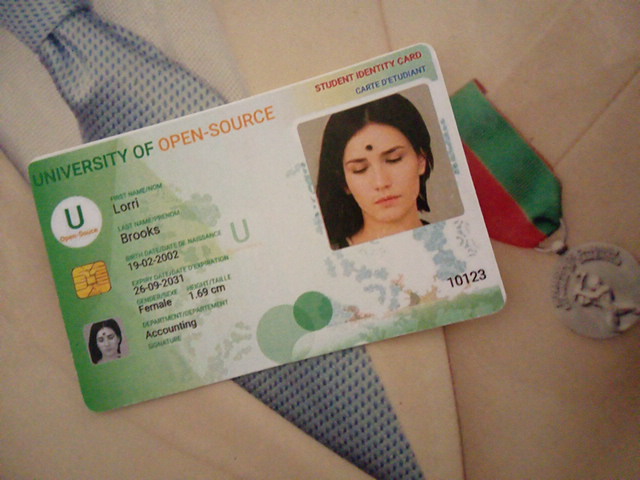 STUDENT IDENTITY CARD
CARTE D'ETUDIANT
UNIVERSITY OF OPEN-SOURCE
U
Open-Source
FIRST NAME/NOM
Lorri
LAST NAME/PRENOM
Brooks
U
BIRTH DATE/DATE DE NAISSANCE
19-02-2002
EXPIRY DATE/DATE D'EXPIRATION
26-09-2031
GENDER/SEXE HEIGHT/TAILLE
Female 1.69 cm
DEPARTMENT/DEPARTEMENT
Accounting
SIGNATURE
10123